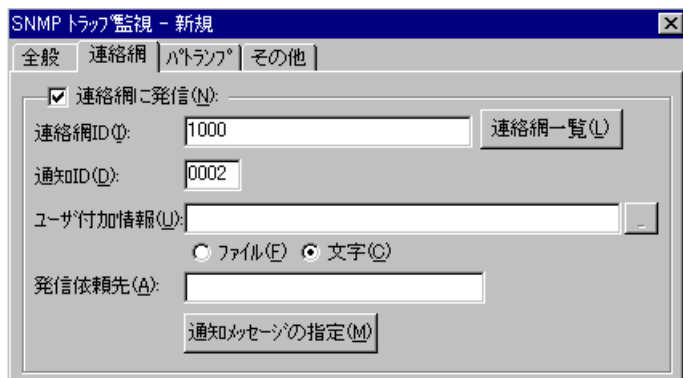 SNMP ﾄﾗｯﾌﾟ監視 - 新規
全般 連絡網 ﾊﾟﾄﾗﾝﾌﾟ その他
連絡網に発信(N):
連絡網ID(I): 1000 連絡網一覧(L)
通知ID(D): 0002
ﾕｰｻﾞ付加情報(U): _
ﾌｧｲﾙ(F) 文字(C)
発信依頼先(A):
通知ﾒｯｾｰｼﾞの指定(M)